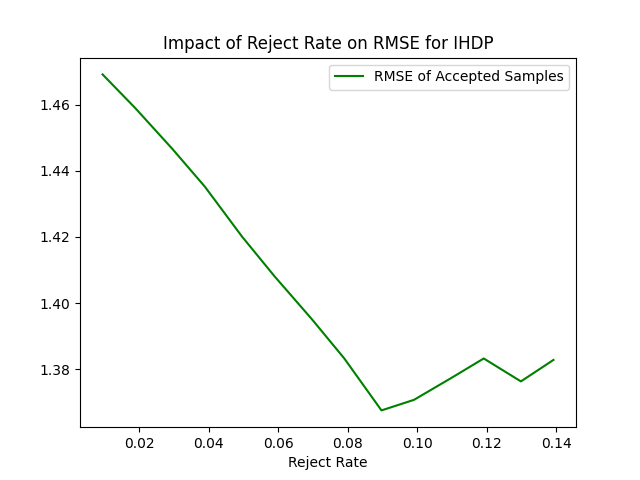 Impact of Reject Rate on RMSE for IHDP
RMSE of Accepted Samples
1.46
1.44
1.42
1.40
1.38
0.02 0.04 0.06 0.08 0.10 0.12 0.14
Reject Rate